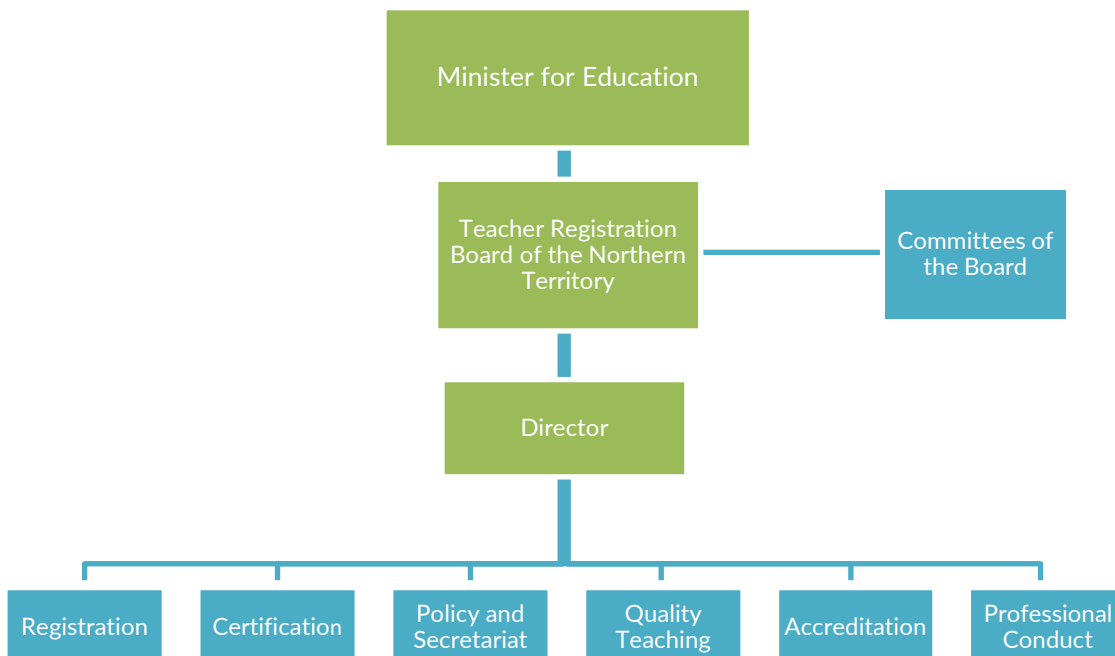 Minister for Education
Teacher Registration
Board of the Northern
Territory
Committees of
the Board
Director
Registration
Certification
Policy and
Secretariat
Quality
Teaching
Accreditation
Professional
Conduct